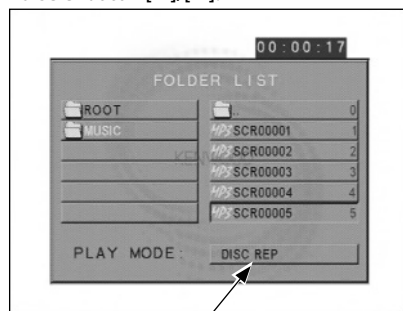 00:00:17
FOLDER LIST
ROOT
.. 0
MUSIC
MP3 SCR00001 1
MP3 SCR00002 2
MP3 SCR00003 3
MP3 SCR00004 4
MP3 SCR00005 5
PLAY MODE: DISC REP